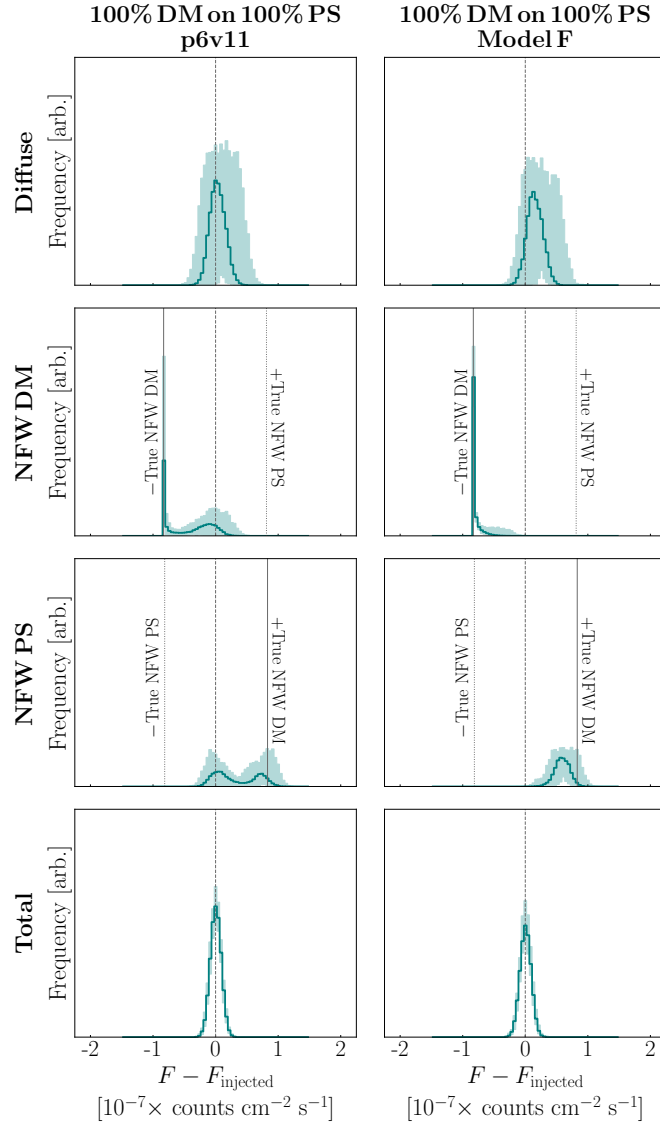 100% DM on 100% PS
p6v11
100% DM on 100% PS
Model F
Diffuse
Frequency [arb.]
NFW DM
Frequency [arb.]
−True NFW DM
+True NFW PS
−True NFW DM
+True NFW PS
NFW PS
Frequency [arb.]
−True NFW PS
+True NFW DM
−True NFW PS
+True NFW DM
Total
Frequency [arb.]
-2 -1 0 1 2
-2 -1 0 1 2
F − F_injected
[10⁻⁷× counts cm⁻² s⁻¹]
F − F_injected
[10⁻⁷× counts cm⁻² s⁻¹]